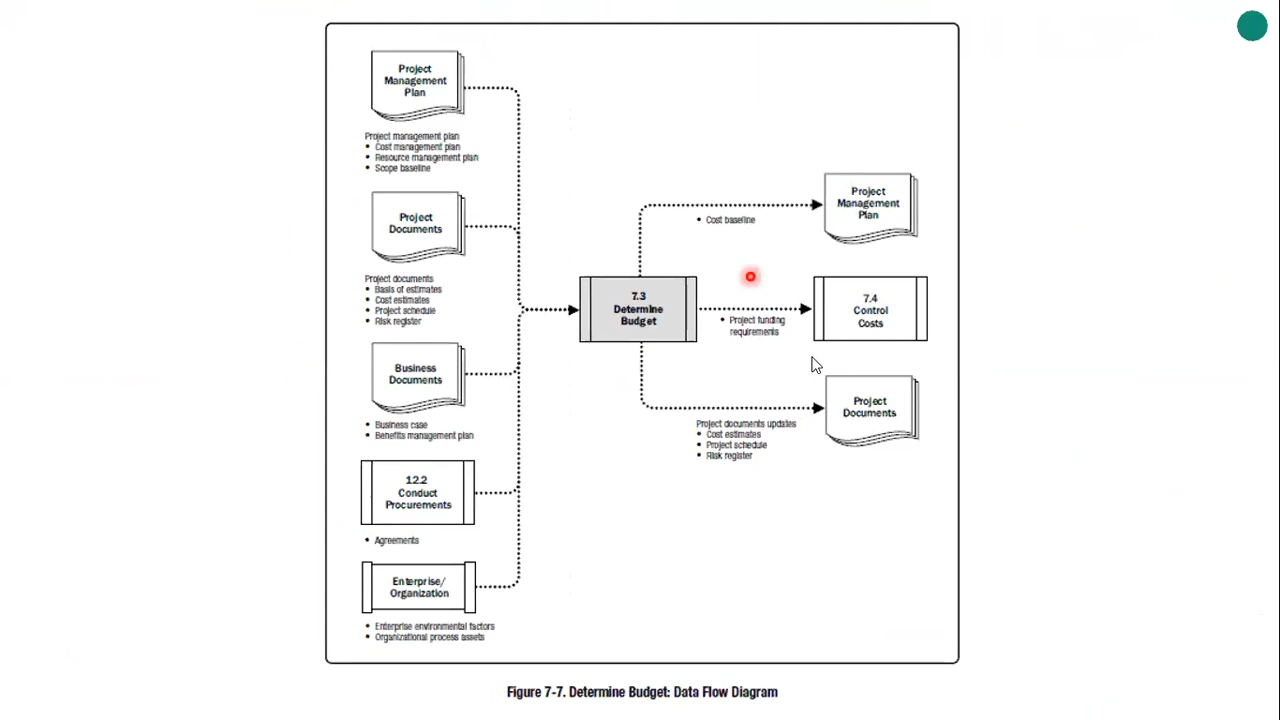 Project
Management
Plan
Project management plan
• Cost management plan
• Resource management plan
• Scope baseline
Project
Documents
Project documents
• Basis of estimates
• Cost estimates
• Project schedule
• Risk register
Business
Documents
• Business case
• Benefits management plan
12.2
Conduct
Procurements
• Agreements
Enterprise/
Organization
• Enterprise environmental factors
• Organizational process assets
7.3
Determine
Budget
• Cost baseline
Project
Management
Plan
• Project funding
requirements
7.4
Control
Costs
Project documents updates
• Cost estimates
• Project schedule
• Risk register
Project
Documents
Figure 7-7. Determine Budget: Data Flow Diagram